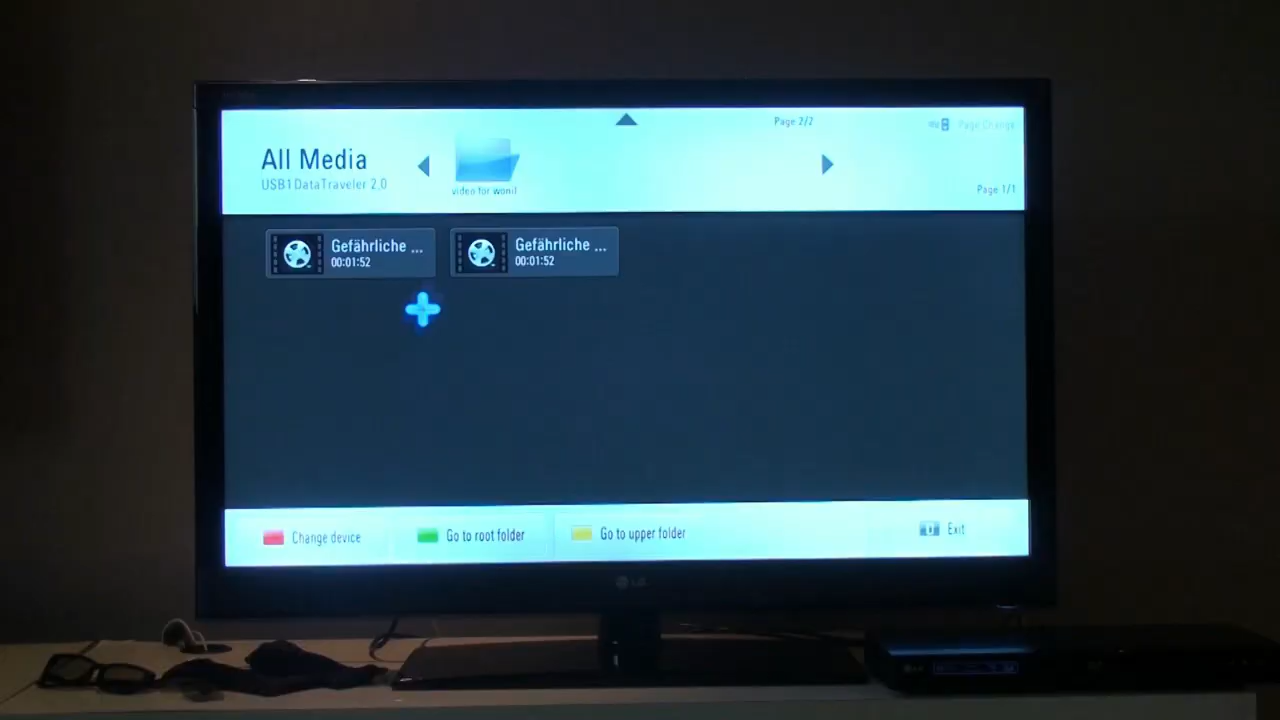 Page 2/2
Page Change
All Media
USB1 DataTraveler 2,0
video for wonil
Page 1/1
Gefährliche ...
00:01:52
Gefährliche ...
00:01:52
Change device
Go to root folder
Go to upper folder
Exit
LG
LG